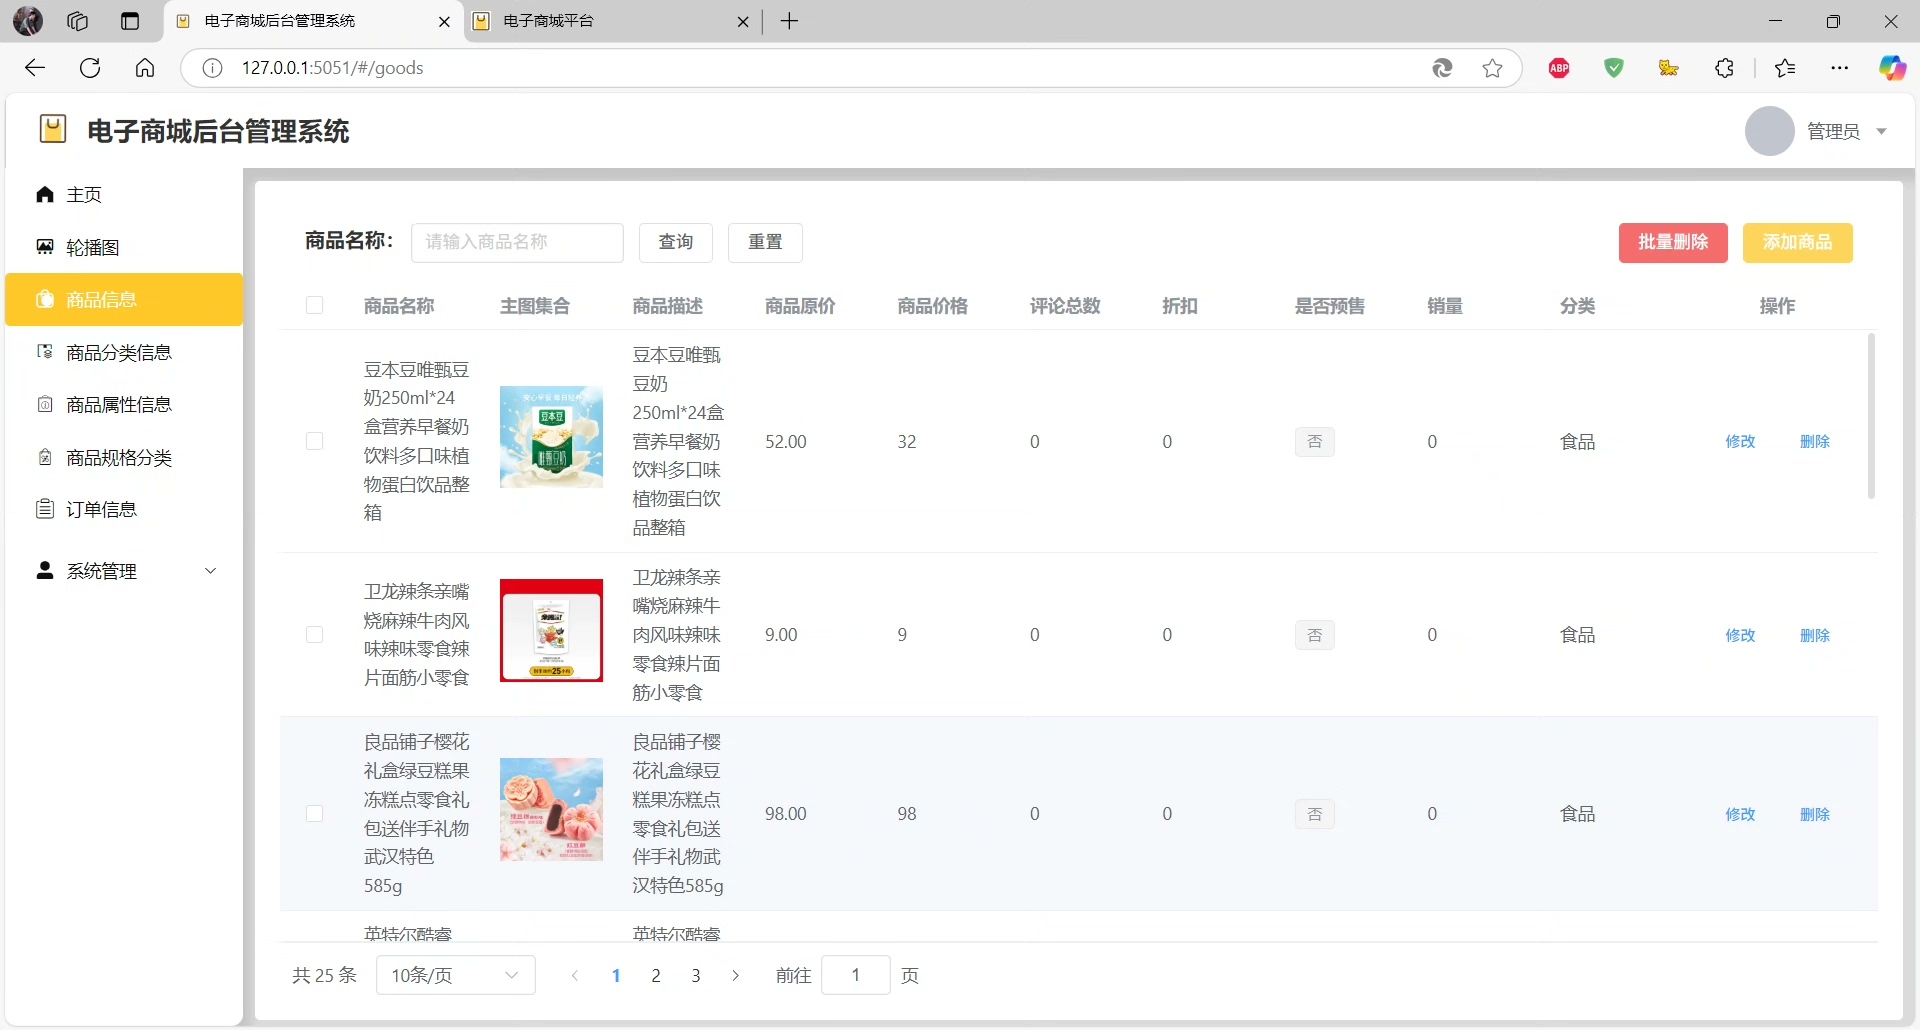 电子商城后台管理系统
电子商城平台
127.0.0.1:5051/#/goods
ABP
电子商城后台管理系统
管理员
主页
轮播图
商品信息
商品分类信息
商品属性信息
商品规格分类
订单信息
系统管理
商品名称：
请输入商品名称
查询
重置
批量删除
添加商品
商品名称 主图集合 商品描述 商品原价 商品价格 评论总数 折扣 是否预售 销量 分类 操作
豆本豆唯甄豆
奶250ml*24
盒营养早餐奶
饮料多口味植
物蛋白饮品整
箱
豆本豆
唯甄豆奶
豆本豆唯甄
豆奶
250ml*24盒
营养早餐奶
饮料多口味
植物蛋白饮
品整箱
52.00 32 0 0 否 0 食品 修改 删除
卫龙辣条亲嘴
烧麻辣牛肉风
味辣味零食辣
片面筋小零食
卫龙辣条亲
嘴烧麻辣牛
肉风味辣味
零食辣片面
筋小零食
9.00 9 0 0 否 0 食品 修改 删除
良品铺子樱花
礼盒绿豆糕果
冻糕点零食礼
包送伴手礼物
武汉特色
585g
良品铺子樱
花礼盒绿豆
糕果冻糕点
零食礼包送
伴手礼物武
汉特色585g
98.00 98 0 0 否 0 食品 修改 删除
英特尔酷睿
英特尔酷睿
共 25 条
10条/页
1 2 3
前往 1 页